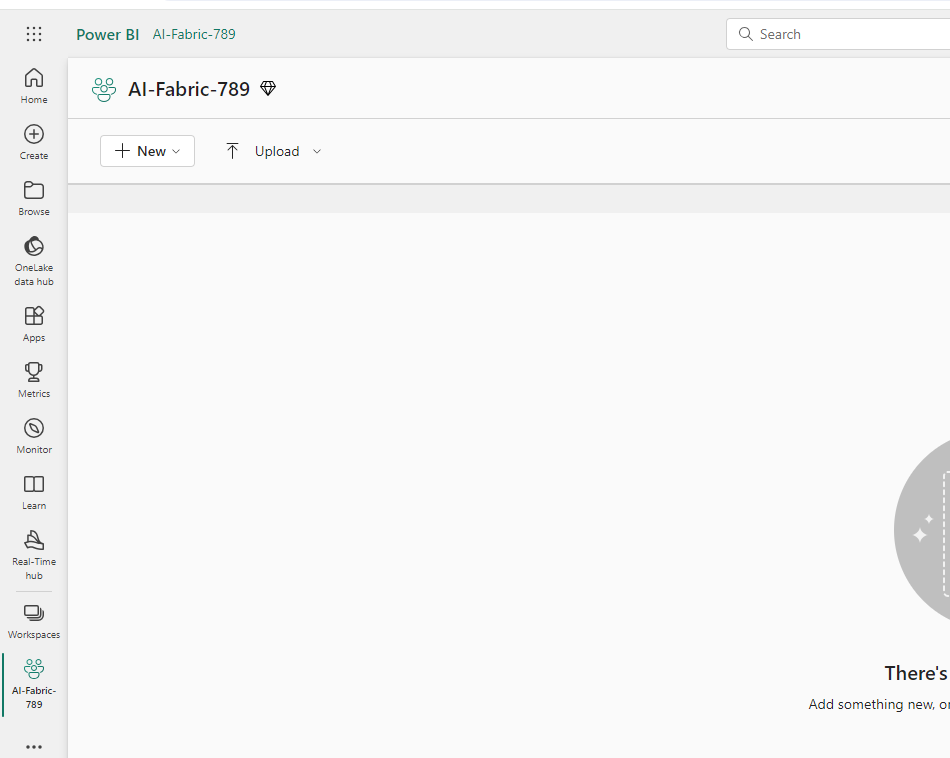 Power BI AI-Fabric-789
Search
Home
Create
Browse
OneLake
data hub
Apps
Metrics
Monitor
Learn
Real-Time
hub
Workspaces
AI-Fabric-
789
AI-Fabric-789
New
Upload
There's
Add something new, or